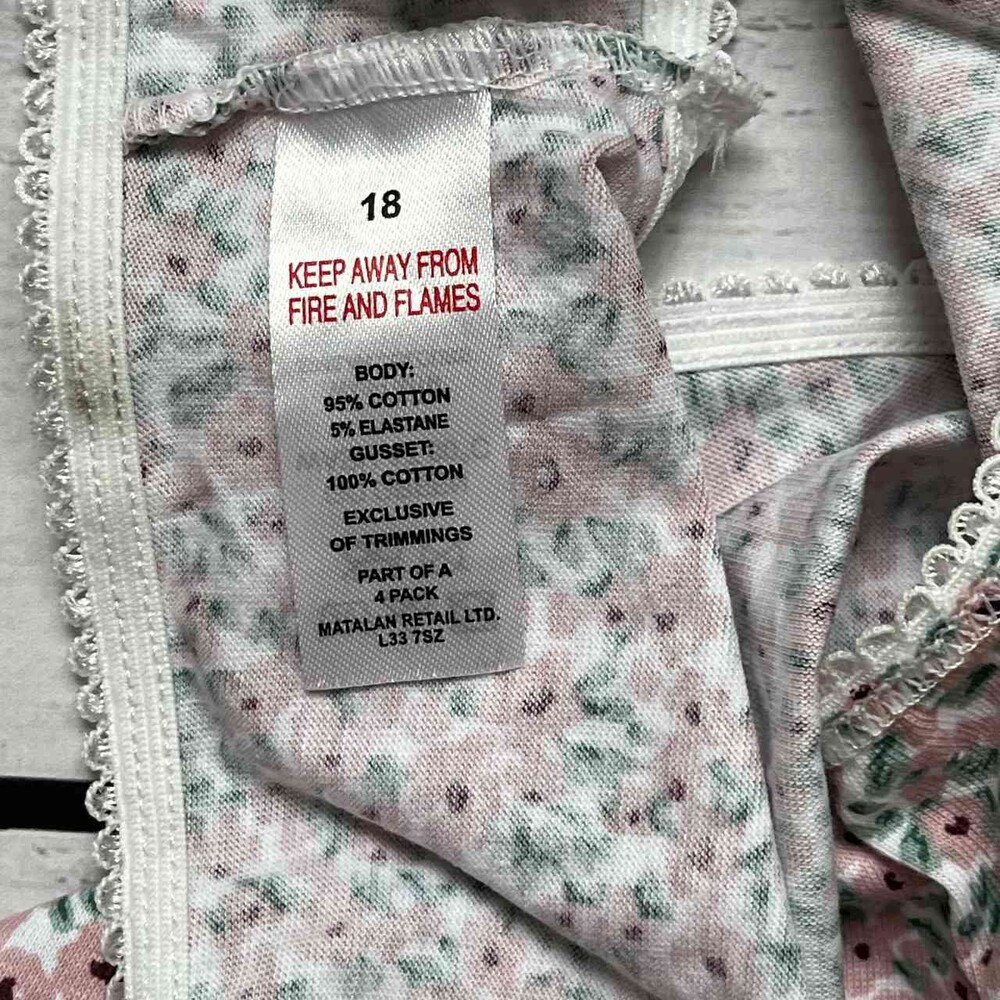 18
KEEP AWAY FROM
FIRE AND FLAMES
BODY:
95% COTTON
5% ELASTANE
GUSSET:
100% COTTON
EXCLUSIVE
OF TRIMMINGS
PART OF A
4 PACK
MATALAN RETAIL LTD.
L33 7SZ